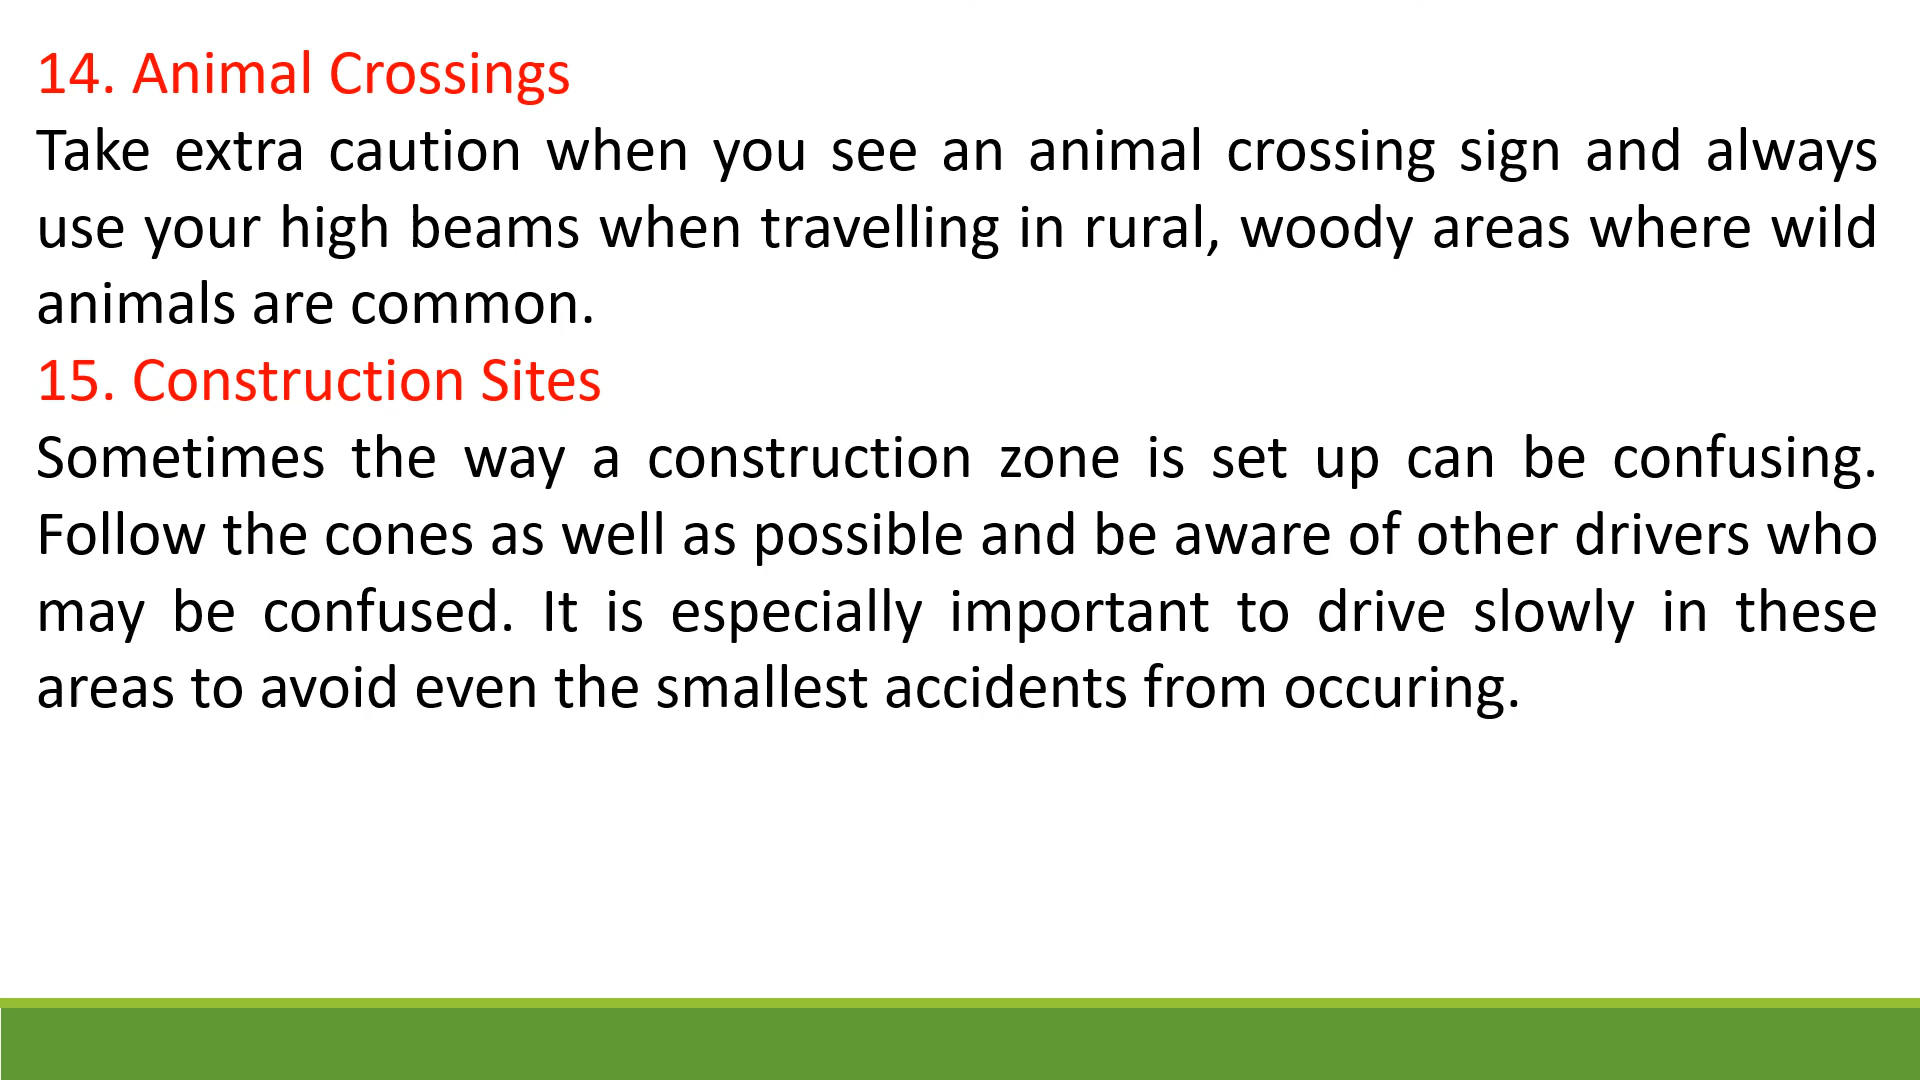 14. Animal Crossings
Take extra caution when you see an animal crossing sign and always
use your high beams when travelling in rural, woody areas where wild
animals are common.
15. Construction Sites
Sometimes the way a construction zone is set up can be confusing.
Follow the cones as well as possible and be aware of other drivers who
may be confused. It is especially important to drive slowly in these
areas to avoid even the smallest accidents from occuring.